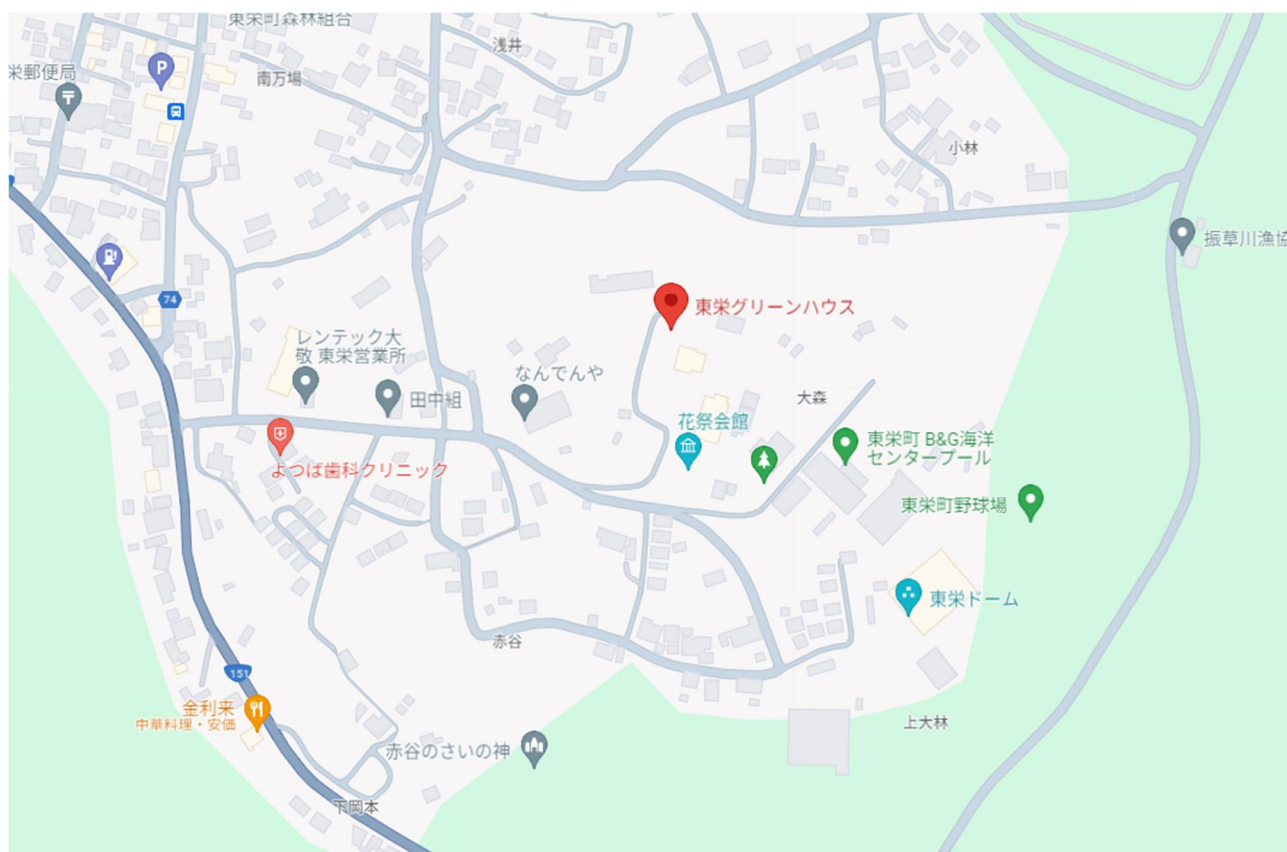 東栄町森林組合
浅井
栄郵便局
P
南万場
小林
振草川漁協
74
東栄グリーンハウス
レンテック大
敬 東栄営業所
なんでんや
田中組
大森
花祭会館
東栄町 B&G海洋
センタープール
よつば歯科クリニック
東栄町野球場
東栄ドーム
赤谷
151
金利来
中華料理・安価
上大林
赤谷のさいの神
下岡本